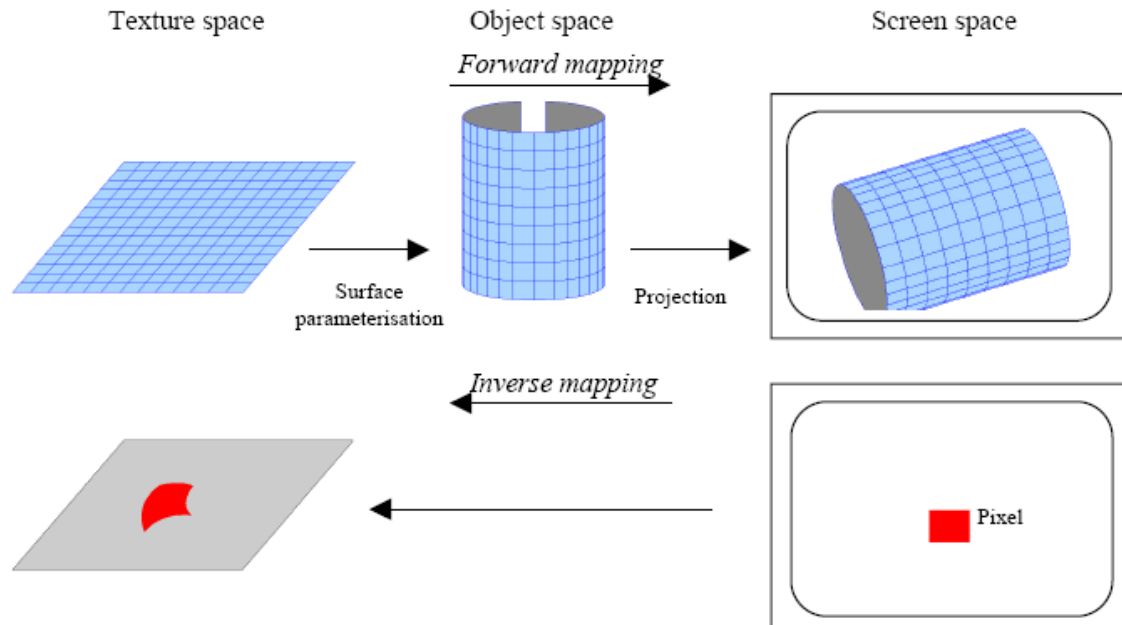 Texture space
Object space
Screen space
Forward mapping
Surface
parameterisation
Projection
Inverse mapping
Pixel